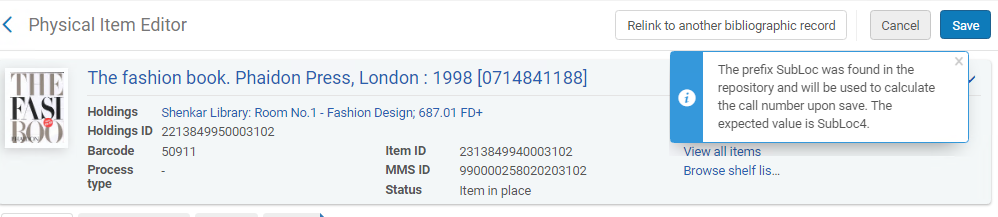 Physical Item Editor
Relink to another bibliographic record
Cancel
Save
The fashion book. Phaidon Press, London : 1998 [0714841188]
The prefix SubLoc was found in the
repository and will be used to calculate
the call number upon save. The
expected value is SubLoc4.
THE
FASH
BOO
Holdings Shenkar Library: Room No.1 - Fashion Design; 687.01 FD+
Holdings ID 2213849950003102
Barcode 50911 Item ID 2313849940003102 View all items
Process type - MMS ID 990000258020203102 Browse shelf lis...
Status Item in place